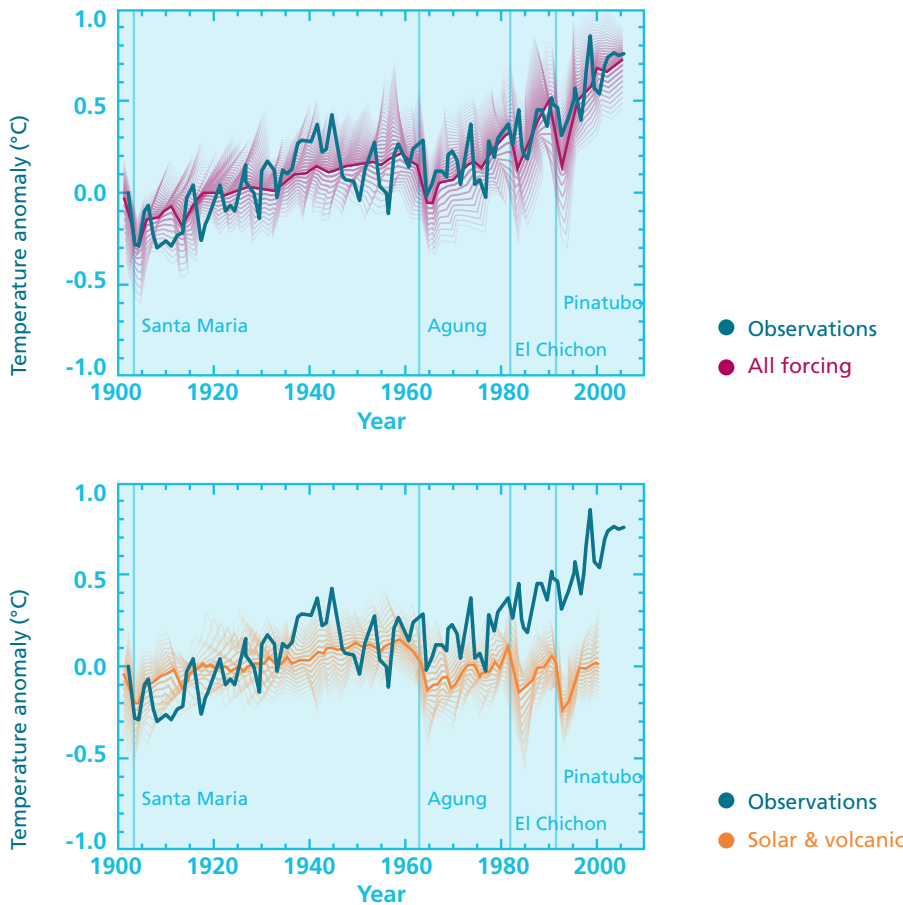 Temperature anomaly (°C)
1.0
0.5
0.0
-0.5
-1.0
Santa Maria
Agung
El Chichon
Pinatubo
1900 1920 1940 1960 1980 2000
Year
Observations
All forcing
Temperature anomaly (°C)
1.0
0.5
0.0
-0.5
-1.0
Santa Maria
Agung
El Chichon
Pinatubo
1900 1920 1940 1960 1980 2000
Year
Observations
Solar & volcanic